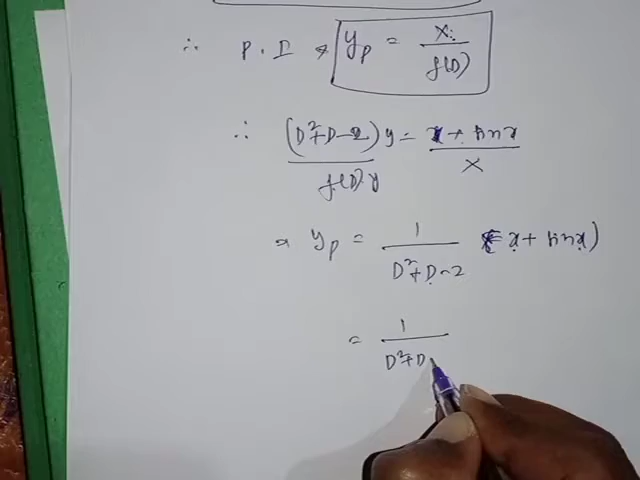 ∴ P.I ⇒ y_p = X / f(D)
∴ (D²+D-2)y = x + sin x
f(D) y X
⇒ y_p = 1 / (D²+D-2) (x + sin x)
= 1 / (D²+D